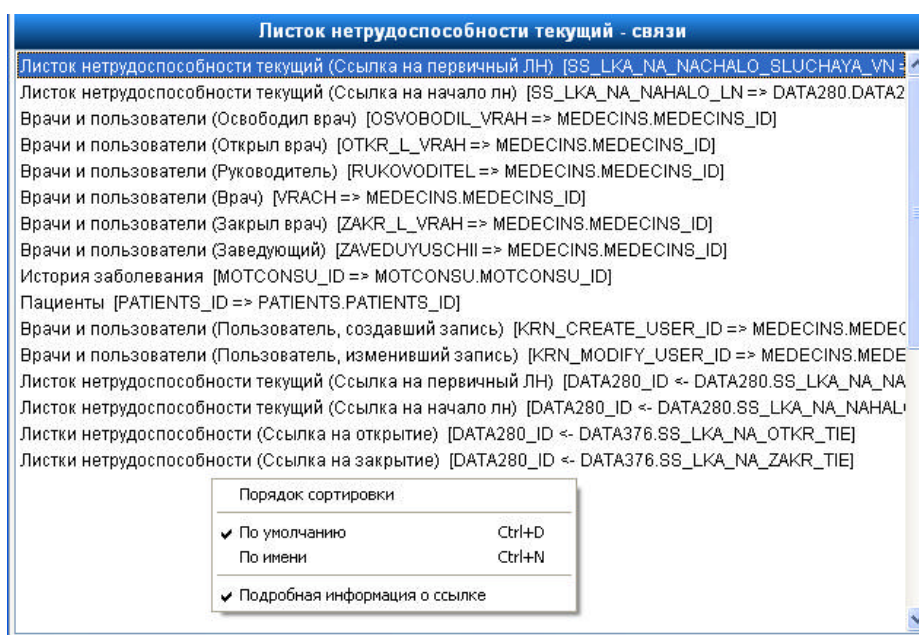 Листок нетрудоспособности текущий - связи
Листок нетрудоспособности текущий (Ссылка на первичный ЛН) [SS_LKA_NA_NACHALO_SLUCHAYA_VN =
Листок нетрудоспособности текущий (Ссылка на начало лн) [SS_LKA_NA_NAHALO_LN => DATA280.DATA2
Врачи и пользователи (Освободил врач) [OSVOBODIL_VRAH => MEDECINS.MEDECINS_ID]
Врачи и пользователи (Открыл врач) [OTKR_L_VRAH => MEDECINS.MEDECINS_ID]
Врачи и пользователи (Руководитель) [RUKOVODITEL => MEDECINS.MEDECINS_ID]
Врачи и пользователи (Врач) [VRACH => MEDECINS.MEDECINS_ID]
Врачи и пользователи (Закрыл врач) [ZAKR_L_VRAH => MEDECINS.MEDECINS_ID]
Врачи и пользователи (Заведующий) [ZAVEDUYUSCHII => MEDECINS.MEDECINS_ID]
История заболевания [MOTCONSU_ID => MOTCONSU.MOTCONSU_ID]
Пациенты [PATIENTS_ID => PATIENTS.PATIENTS_ID]
Врачи и пользователи (Пользователь, создавший запись) [KRN_CREATE_USER_ID => MEDECINS.MEDEC
Врачи и пользователи (Пользователь, изменивший запись) [KRN_MODIFY_USER_ID => MEDECINS.MEDE
Листок нетрудоспособности текущий (Ссылка на первичный ЛН) [DATA280_ID <- DATA280.SS_LKA_NA_NA
Листок нетрудоспособности текущий (Ссылка на начало лн) [DATA280_ID <- DATA280.SS_LKA_NA_NAHAL
Листки нетрудоспособности (Ссылка на открытие) [DATA280_ID <- DATA376.SS_LKA_NA_OTKR_TIE]
Листки нетрудоспособности (Ссылка на закрытие) [DATA280_ID <- DATA376.SS_LKA_NA_ZAKR_TIE]
Порядок сортировки
По умолчанию Ctrl+D
По имени Ctrl+N
Подробная информация о ссылке